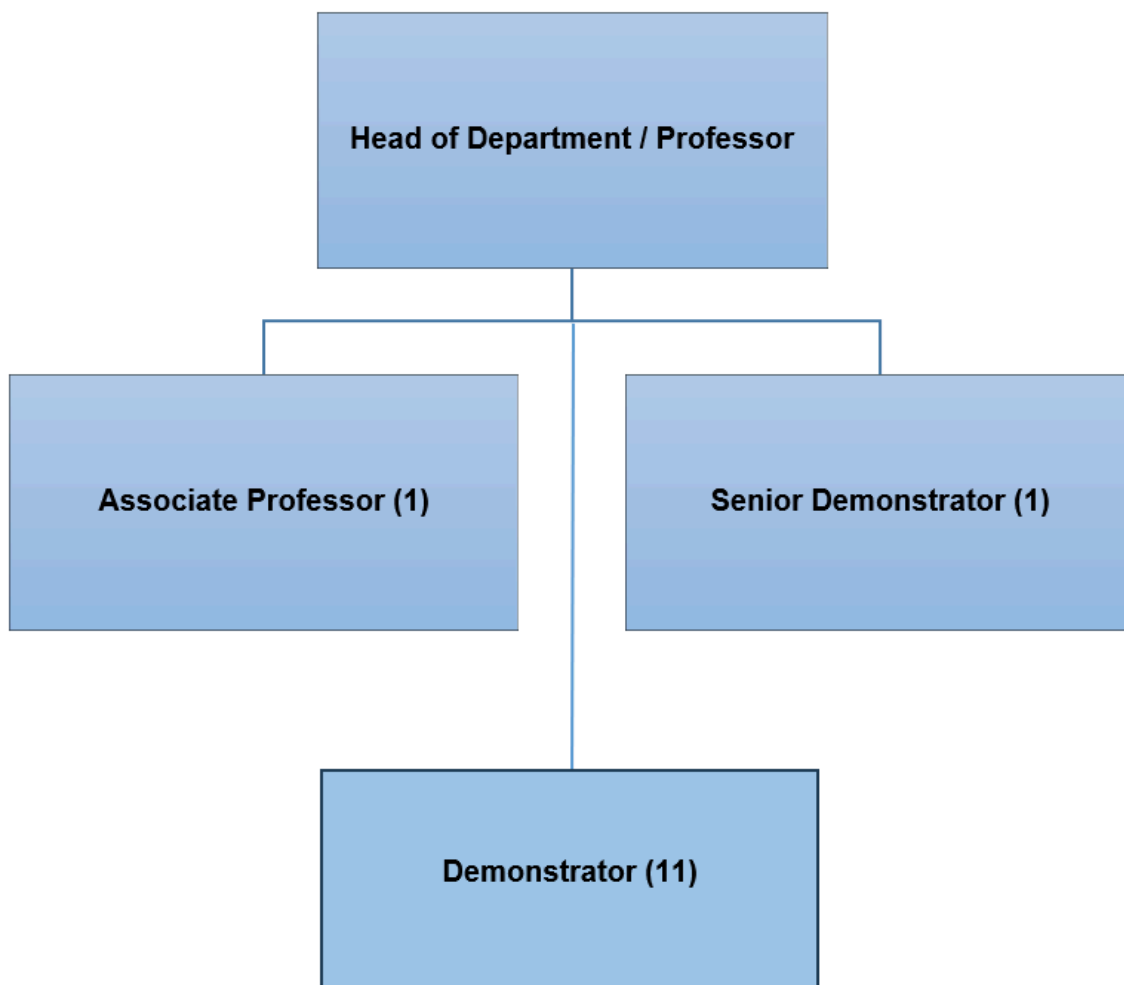 Head of Department / Professor
Associate Professor (1)
Senior Demonstrator (1)
Demonstrator (11)